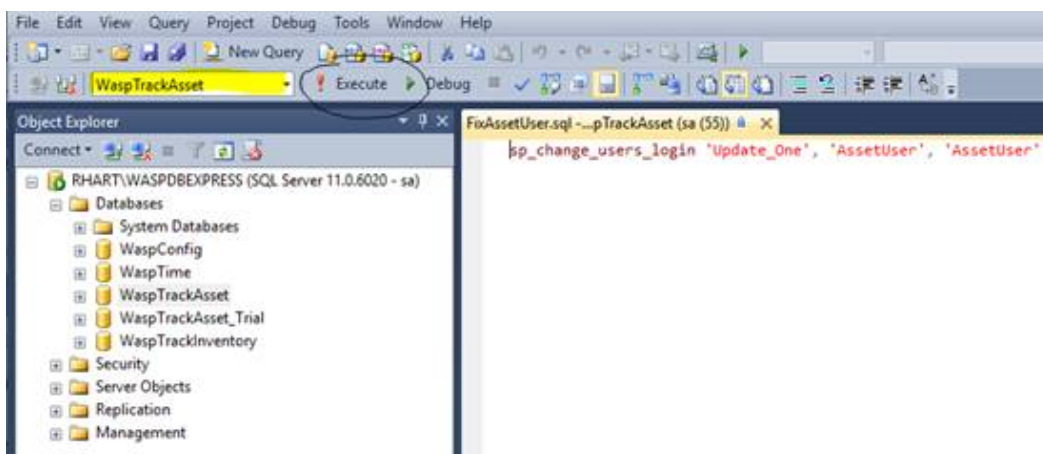 File Edit View Query Project Debug Tools Window Help
New Query
WaspTrackAsset Execute Debug
Object Explorer
FixAssetUser.sql -...pTrackAsset (sa (55))
Connect
sp_change_users_login 'Update_One', 'AssetUser', 'AssetUser'
RHART\WASPDBEXPRESS (SQL Server 11.0.6020 - sa)
Databases
System Databases
WaspConfig
WaspTime
WaspTrackAsset
WaspTrackAsset_Trial
WaspTrackInventory
Security
Server Objects
Replication
Management